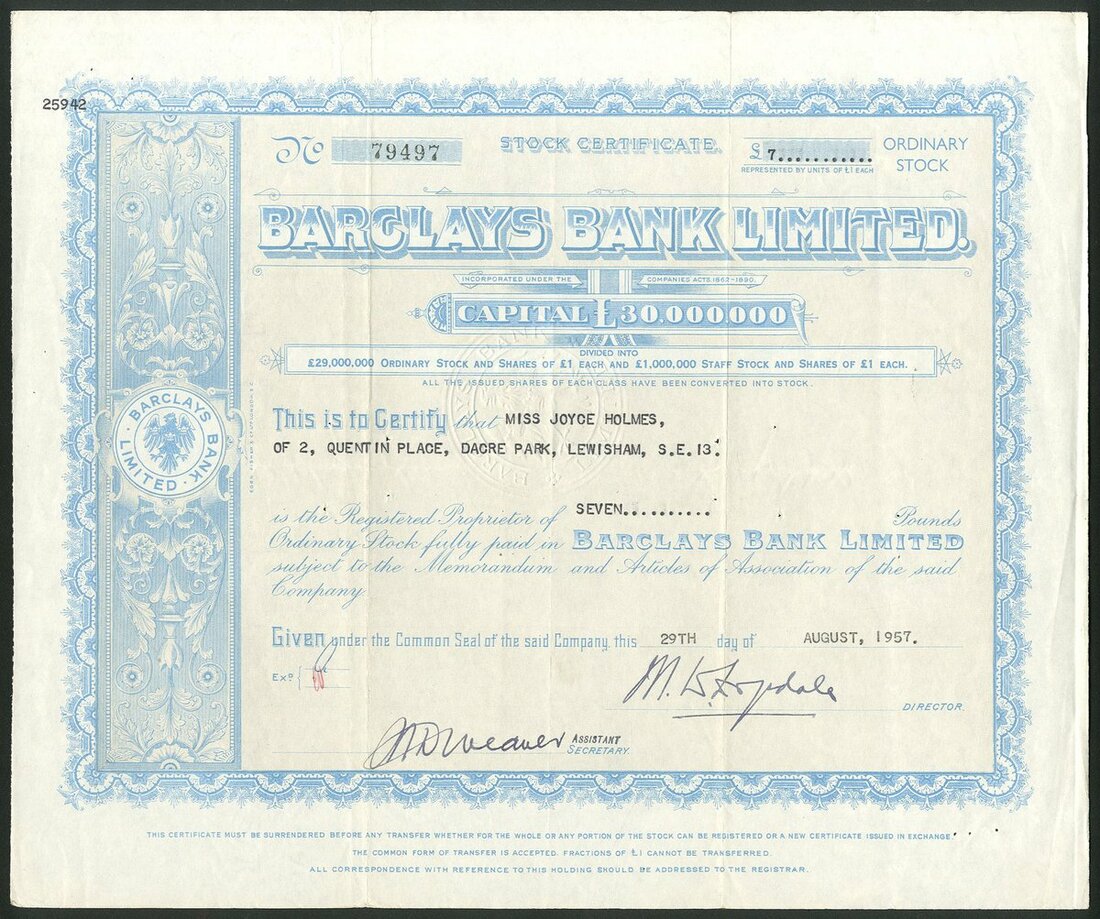 25942
No 79497
STOCK CERTIFICATE.
£7...........
REPRESENTED BY UNITS OF £1 EACH
ORDINARY
STOCK
BARCLAYS BANK LIMITED.
INCORPORATED UNDER THE COMPANIES ACTS, 1862-1890.
CAPITAL £30,000000
DIVIDED INTO
£29,000,000 ORDINARY STOCK AND SHARES OF £1 EACH AND £1,000,000 STAFF STOCK AND SHARES OF £1 EACH.
ALL THE ISSUED SHARES OF EACH CLASS HAVE BEEN CONVERTED INTO STOCK.
BARCLAYS BANK LIMITED
This is to Certify that MISS JOYCE HOLMES,
OF 2, QUENTIN PLACE, DACRE PARK, LEWISHAM, S.E.13.
SEVEN..........
is the Registered Proprietor of Pounds
Ordinary Stock fully paid in BARCLAYS BANK LIMITED
subject to the Memorandum and Articles of Association of the said
Company.
Given under the Common Seal of the said Company, this 29TH day of AUGUST, 1957.
Exd
DIRECTOR.
Weaver ASSISTANT
SECRETARY.
THIS CERTIFICATE MUST BE SURRENDERED BEFORE ANY TRANSFER WHETHER FOR THE WHOLE OR ANY PORTION OF THE STOCK CAN BE REGISTERED OR A NEW CERTIFICATE ISSUED IN EXCHANGE.
THE COMMON FORM OF TRANSFER IS ACCEPTED. FRACTIONS OF £1 CANNOT BE TRANSFERRED.
ALL CORRESPONDENCE WITH REFERENCE TO THIS HOLDING SHOULD BE ADDRESSED TO THE REGISTRAR.